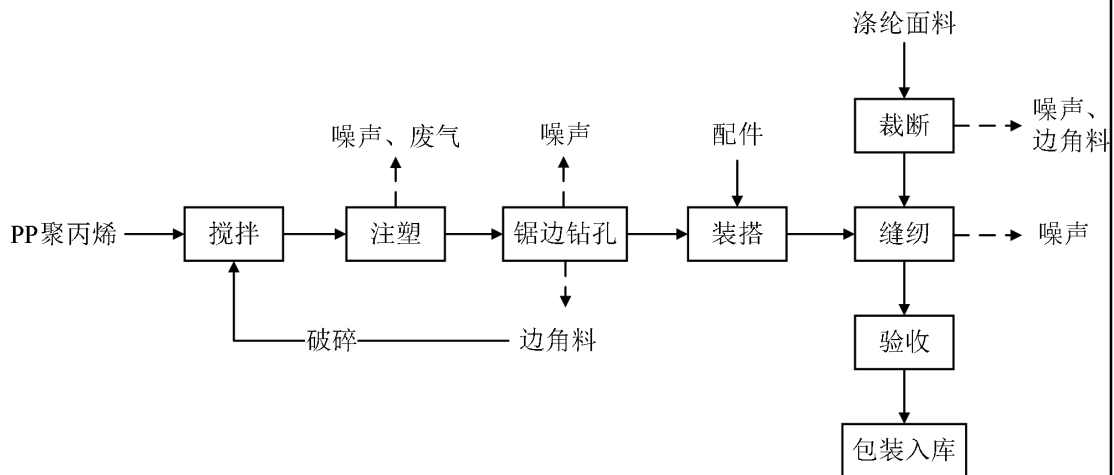 涤纶面料
裁断
噪声、
边角料
噪声、废气
噪声
配件
PP聚丙烯
搅拌
注塑
锯边钻孔
装搭
缝纫
噪声
破碎
边角料
验收
包装入库